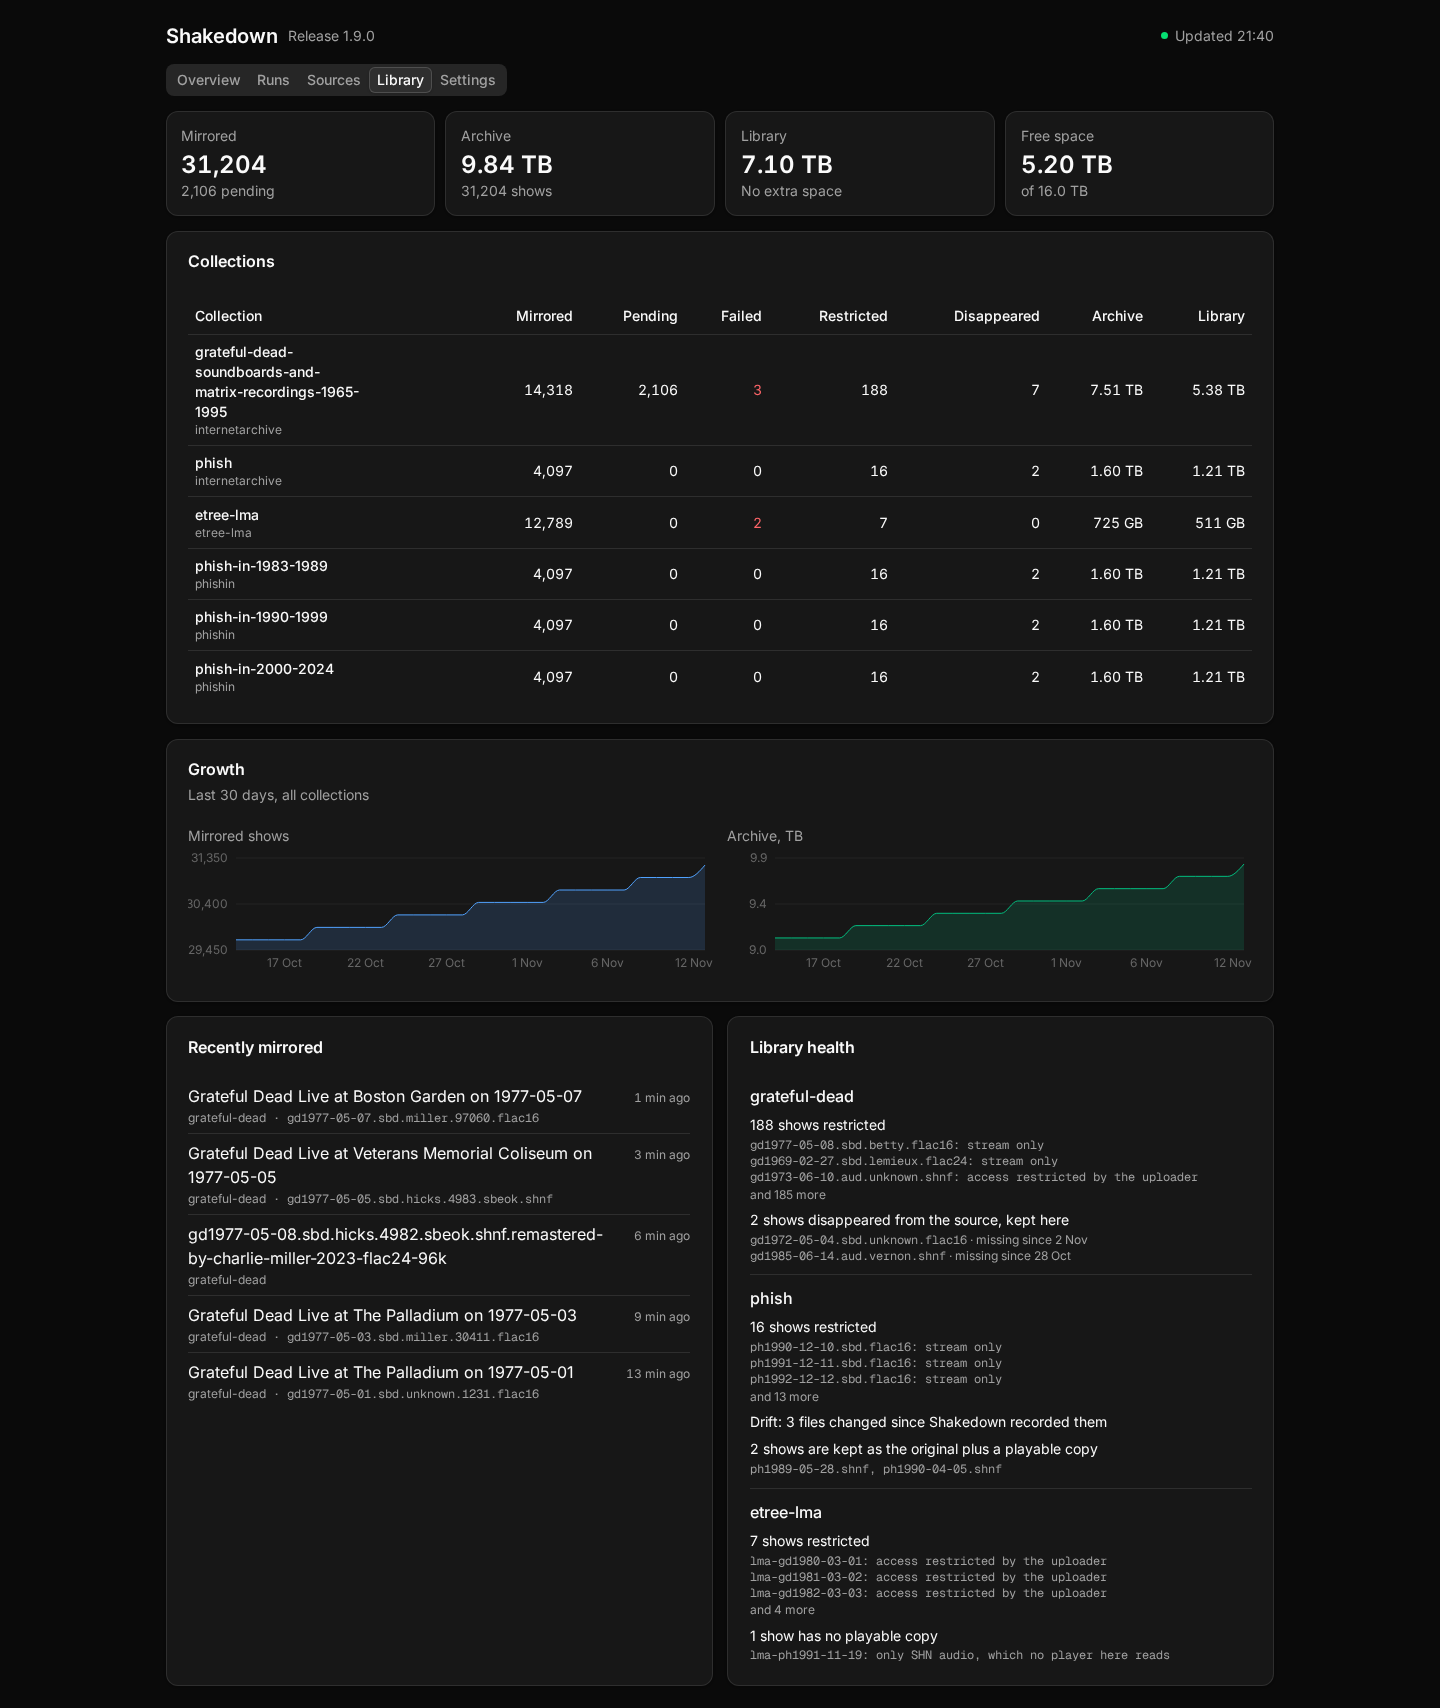 Shakedown Release 1.9.0
Updated 21:40
Overview Runs Sources Library Settings
Mirrored
31,204
2,106 pending
Archive
9.84 TB
31,204 shows
Library
7.10 TB
No extra space
Free space
5.20 TB
of 16.0 TB
Collections
Collection Mirrored Pending Failed Restricted Disappeared Archive Library
grateful-dead-
soundboards-and-
matrix-recordings-1965-
1995
internetarchive
14,318 2,106 3 188 7 7.51 TB 5.38 TB
phish
internetarchive
4,097 0 0 16 2 1.60 TB 1.21 TB
etree-lma
etree-lma
12,789 0 2 7 0 725 GB 511 GB
phish-in-1983-1989
phishin
4,097 0 0 16 2 1.60 TB 1.21 TB
phish-in-1990-1999
phishin
4,097 0 0 16 2 1.60 TB 1.21 TB
phish-in-2000-2024
phishin
4,097 0 0 16 2 1.60 TB 1.21 TB
Growth
Last 30 days, all collections
Mirrored shows
31,350
30,400
29,450
17 Oct 22 Oct 27 Oct 1 Nov 6 Nov 12 Nov
Archive, TB
9.9
9.4
9.0
17 Oct 22 Oct 27 Oct 1 Nov 6 Nov 12 Nov
Recently mirrored
Grateful Dead Live at Boston Garden on 1977-05-07 1 min ago
grateful-dead · gd1977-05-07.sbd.miller.97060.flac16
Grateful Dead Live at Veterans Memorial Coliseum on 3 min ago
1977-05-05
grateful-dead · gd1977-05-05.sbd.hicks.4983.sbeok.shnf
gd1977-05-08.sbd.hicks.4982.sbeok.shnf.remastered- 6 min ago
by-charlie-miller-2023-flac24-96k
grateful-dead
Grateful Dead Live at The Palladium on 1977-05-03 9 min ago
grateful-dead · gd1977-05-03.sbd.miller.30411.flac16
Grateful Dead Live at The Palladium on 1977-05-01 13 min ago
grateful-dead · gd1977-05-01.sbd.unknown.1231.flac16
Library health
grateful-dead
188 shows restricted
gd1977-05-08.sbd.betty.flac16: stream only
gd1969-02-27.sbd.lemieux.flac24: stream only
gd1973-06-10.aud.unknown.shnf: access restricted by the uploader
and 185 more
2 shows disappeared from the source, kept here
gd1972-05-04.sbd.unknown.flac16 · missing since 2 Nov
gd1985-06-14.aud.vernon.shnf · missing since 28 Oct
phish
16 shows restricted
ph1990-12-10.sbd.flac16: stream only
ph1991-12-11.sbd.flac16: stream only
ph1992-12-12.sbd.flac16: stream only
and 13 more
Drift: 3 files changed since Shakedown recorded them
2 shows are kept as the original plus a playable copy
ph1989-05-28.shnf, ph1990-04-05.shnf
etree-lma
7 shows restricted
lma-gd1980-03-01: access restricted by the uploader
lma-gd1981-03-02: access restricted by the uploader
lma-gd1982-03-03: access restricted by the uploader
and 4 more
1 show has no playable copy
lma-ph1991-11-19: only SHN audio, which no player here reads